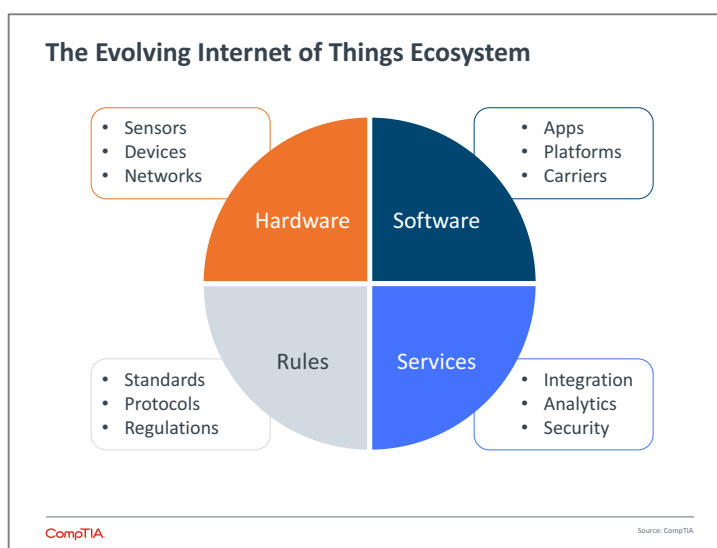 The Evolving Internet of Things Ecosystem
• Sensors
• Devices
• Networks
• Apps
• Platforms
• Carriers
Hardware
Software
Rules
Services
• Standards
• Protocols
• Regulations
• Integration
• Analytics
• Security
CompTIA
Source: CompTIA